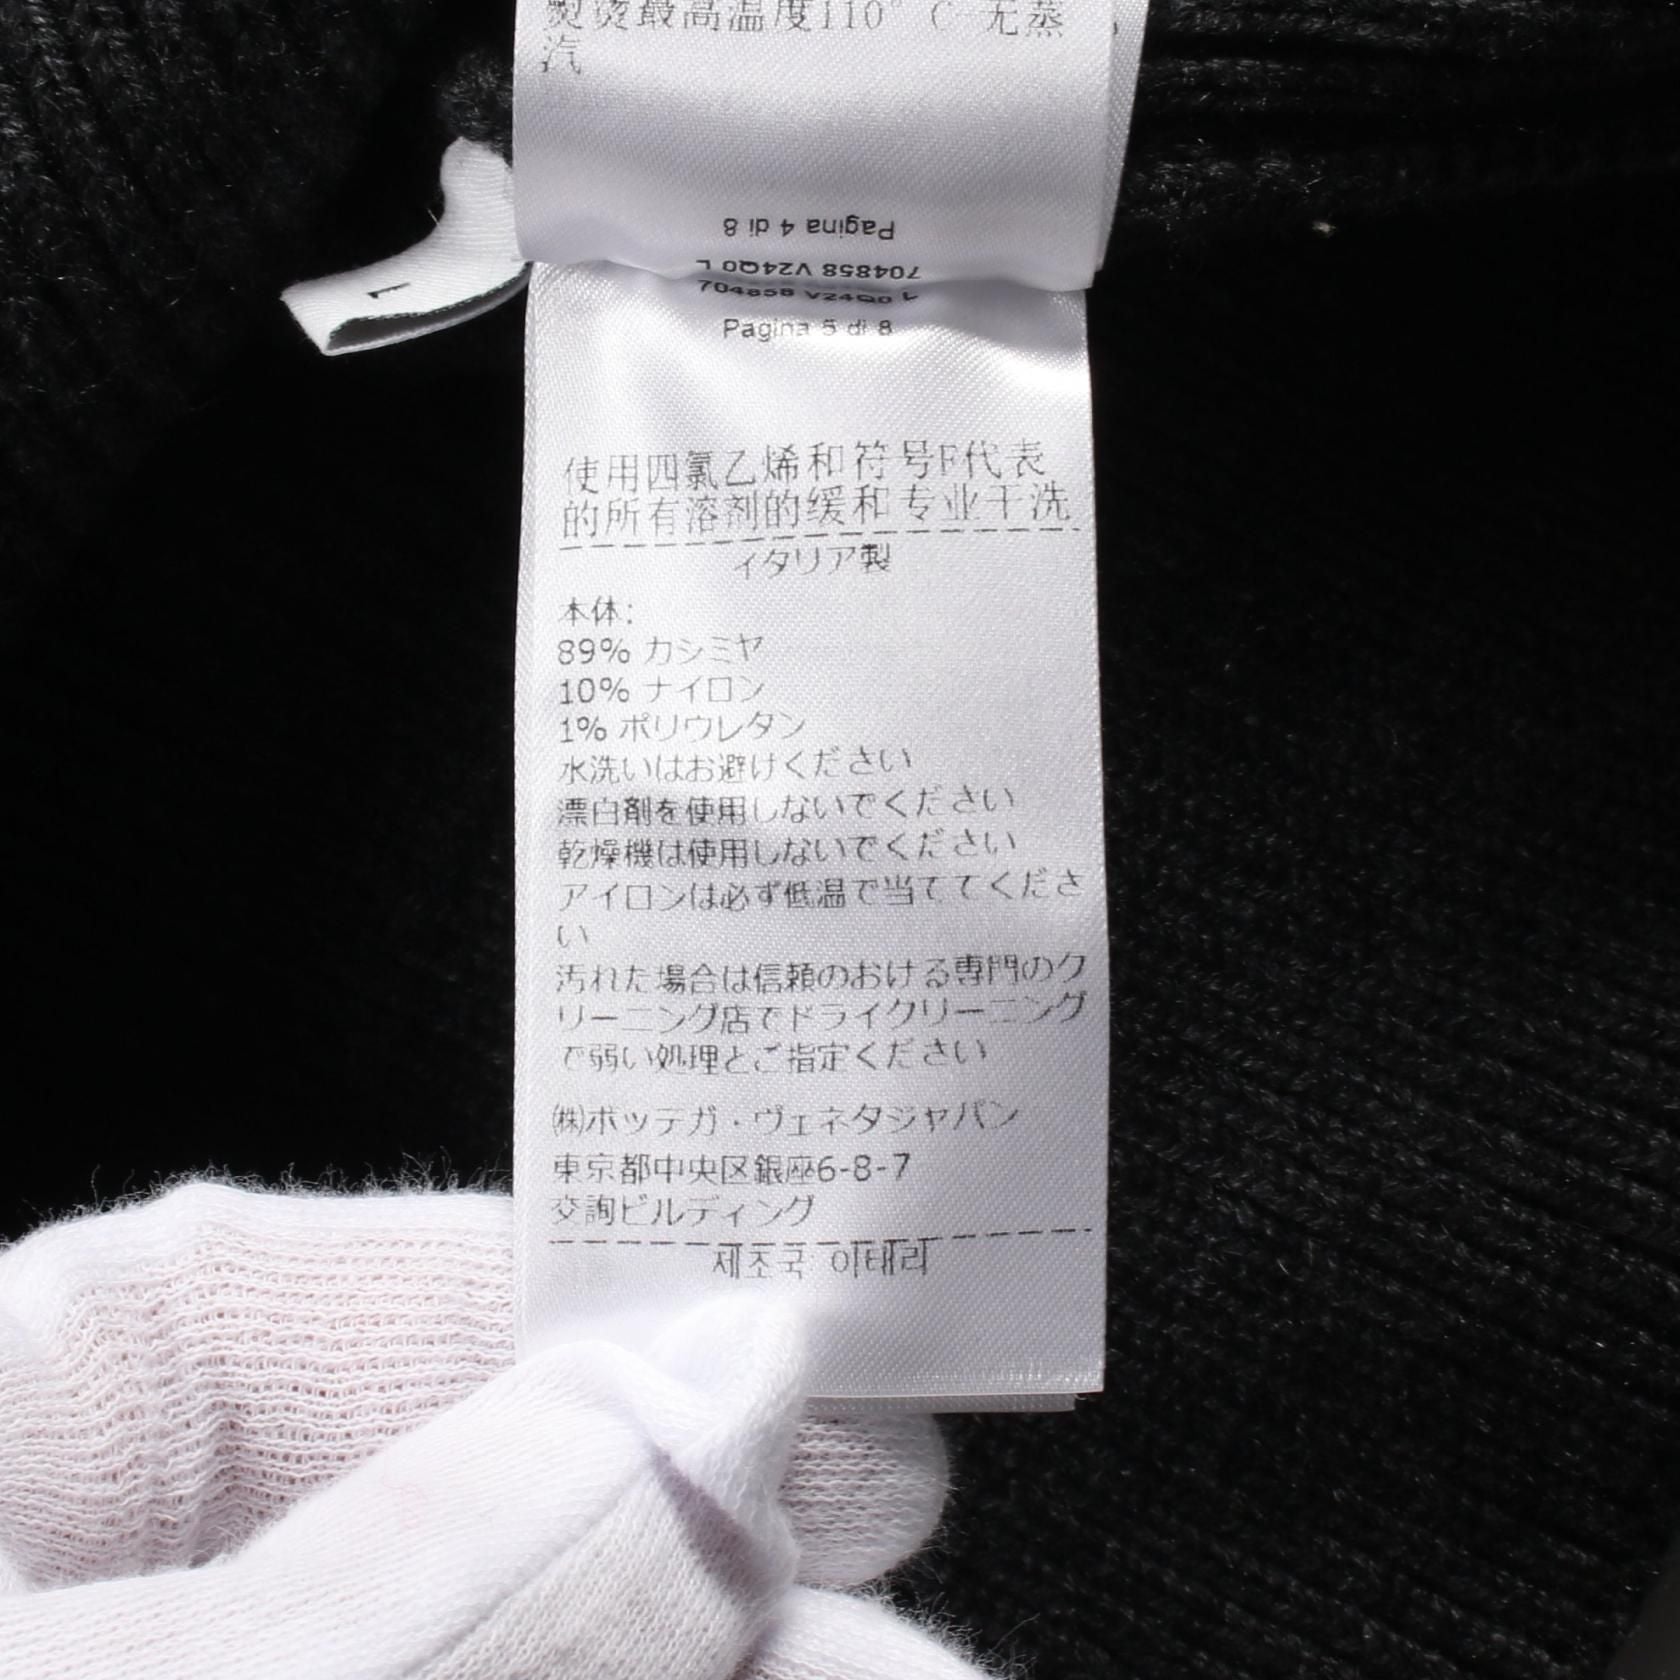 熨烫最高温度110°C 无蒸
汽
Pagina 4 di 8
704858 V24Q0 L
704858 V24Q0 L
Pagina 5 di 8
L
使用四氯乙烯和符号F代表
的所有溶剂的缓和专业干洗
イタリア製
本体:
89% カシミヤ
10% ナイロン
1% ポリウレタン
水洗いはお避けください
漂白剤を使用しないでください
乾燥機は使用しないでください
アイロンは必ず低温で当ててくださ
い
汚れた場合は信頼のおける専門のク
リーニング店でドライクリーニング
で弱い処理とご指定ください
㈱ボッテガ・ヴェネタジャパン
東京都中央区銀座6-8-7
交詢ビルディング
제조국 이태리